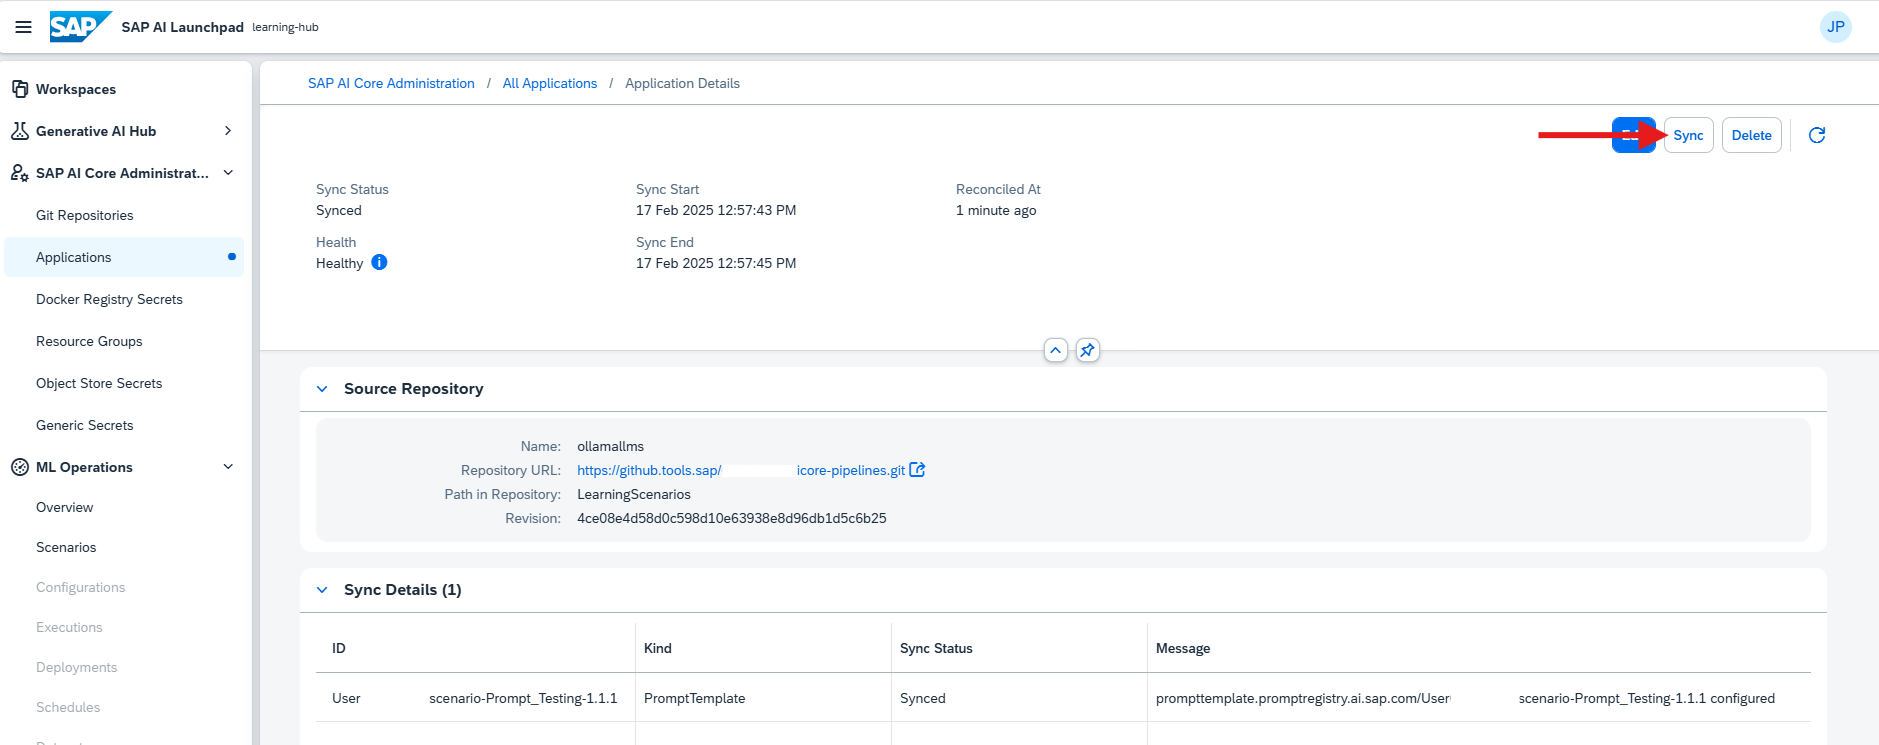 SAP SAP AI Launchpad learning-hub JP
Workspaces
Generative AI Hub
SAP AI Core Administrat...
Git Repositories
Applications
Docker Registry Secrets
Resource Groups
Object Store Secrets
Generic Secrets
ML Operations
Overview
Scenarios
Configurations
Executions
Deployments
Schedules
SAP AI Core Administration / All Applications / Application Details
Sync Delete
Sync Status
Synced
Health
Healthy
Sync Start
17 Feb 2025 12:57:43 PM
Sync End
17 Feb 2025 12:57:45 PM
Reconciled At
1 minute ago
Source Repository
Name: ollamallms
Repository URL: https://github.tools.sap/ icore-pipelines.git
Path in Repository: LearningScenarios
Revision: 4ce08e4d58d0c598d10e63938e8d96db1d5c6b25
Sync Details (1)
ID Kind Sync Status Message
User scenario-Prompt_Testing-1.1.1 PromptTemplate Synced prompttemplate.promptregistry.ai.sap.com/User scenario-Prompt_Testing-1.1.1 configured